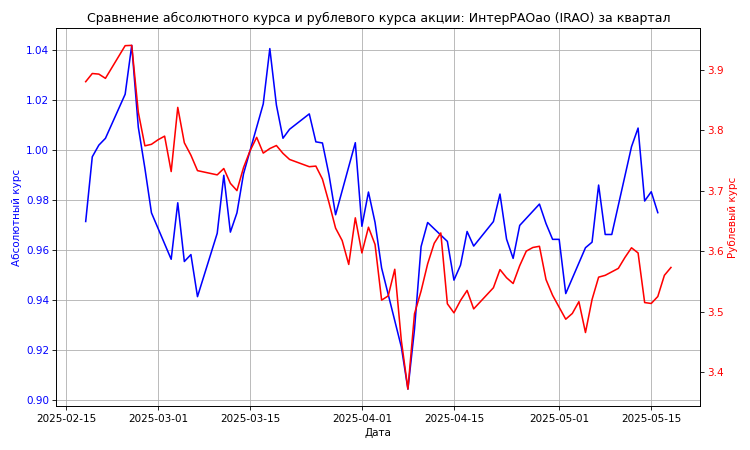 Сравнение абсолютного курса и рублевого курса акции: ИнтерРАОао (IRAO) за квартал
1.04
1.02
1.00
0.98
0.96
0.94
0.92
0.90
Абсолютный курс
3.9
3.8
3.7
3.6
3.5
3.4
Рублевый курс
2025-02-15 2025-03-01 2025-03-15 2025-04-01 2025-04-15 2025-05-01 2025-05-15
Дата